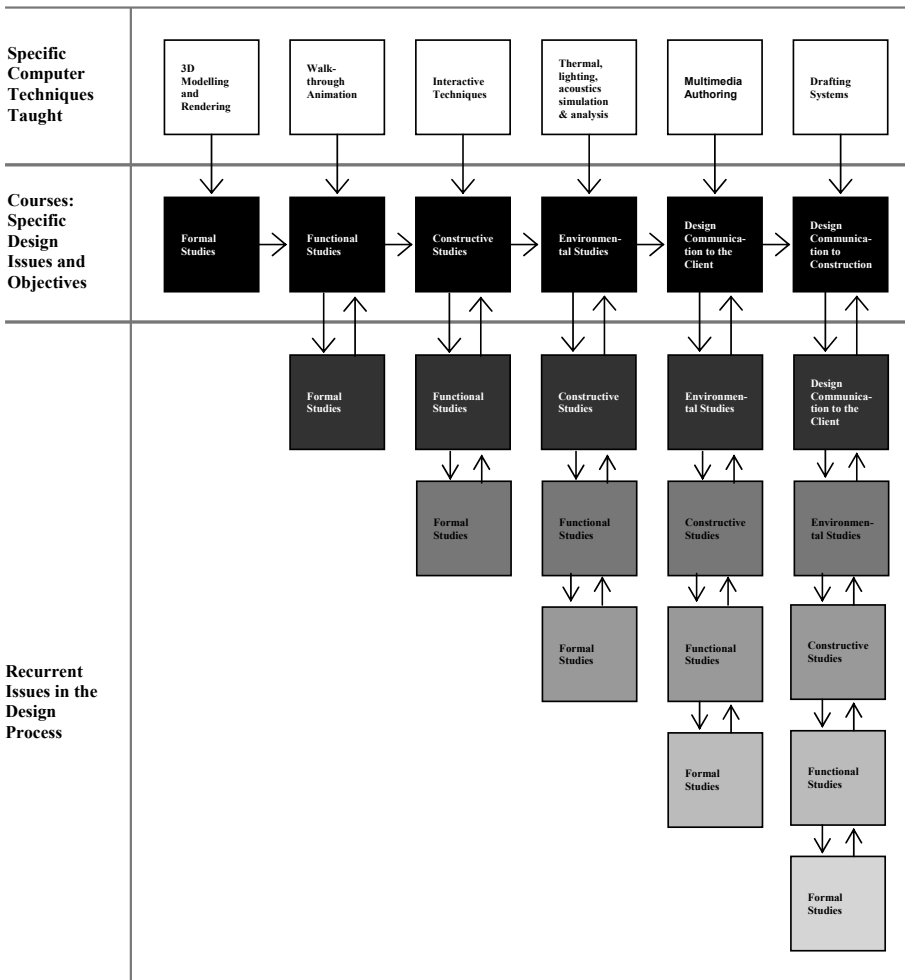 Specific
Computer
Techniques
Taught
3D
Modelling
and
Rendering
Walk-
through
Animation
Interactive
Techniques
Thermal,
lighting,
acoustics
simulation
& analysis
Multimedia
Authoring
Drafting
Systems
Courses:
Specific
Design
Issues and
Objectives
Formal
Studies
Functional
Studies
Constructive
Studies
Environmen-
tal Studies
Design
Communication
to the
Client
Design
Communica-
tion to
Construction
Recurrent
Issues in the
Design
Process
Formal
Studies
Functional
Studies
Constructive
Studies
Environmen-
tal Studies
Design
Communica-
tion to the
Client
Formal
Studies
Functional
Studies
Constructive
Studies
Environmen-
tal Studies
Formal
Studies
Functional
Studies
Constructive
Studies
Formal
Studies
Functional
Studies
Formal
Studies